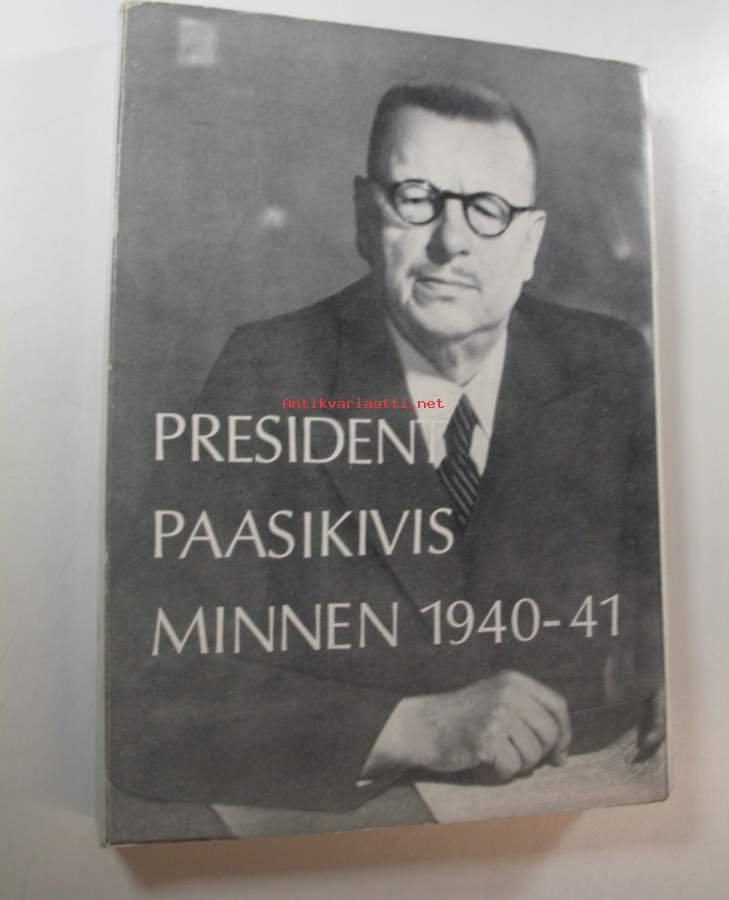 Antikvariaatti.net
PRESIDENT
PAASIKIVIS
MINNEN 1940-41